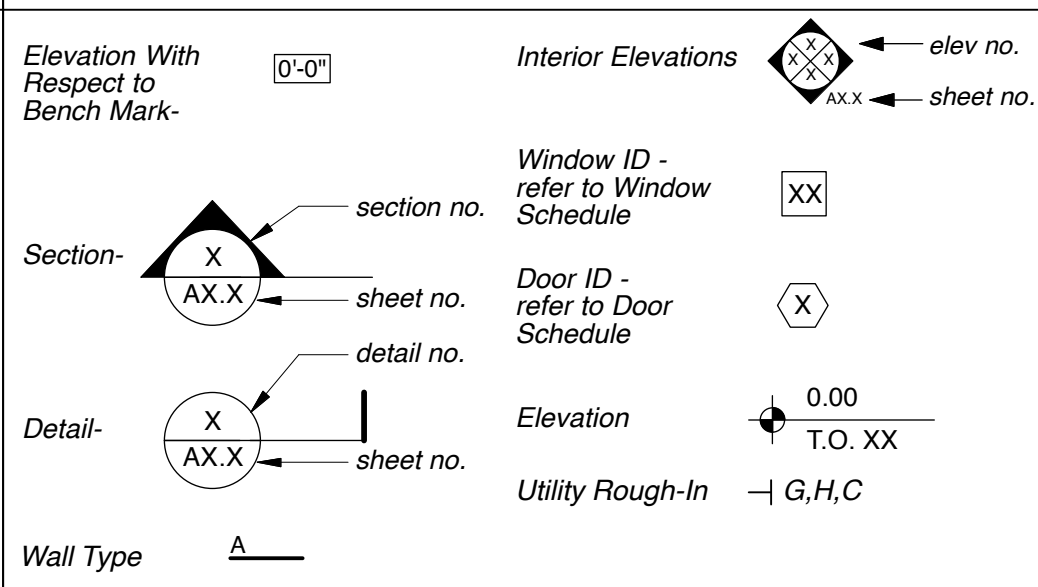 Elevation With
Respect to
Bench Mark-
0'-0"
Section-
X
AX.X
section no.
sheet no.
Detail-
X
AX.X
detail no.
sheet no.
Wall Type
A
Interior Elevations
X
X X
X
AX.X
elev no.
sheet no.
Window ID -
refer to Window
Schedule
XX
Door ID -
refer to Door
Schedule
X
Elevation
0.00
T.O. XX
Utility Rough-In
G,H,C